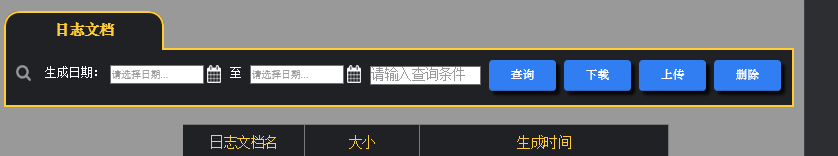 日志文档
生成日期： 请选择日期... 至 请选择日期... 请输入查询条件 查询 下载 上传 删除
日志文档名 大小 生成时间